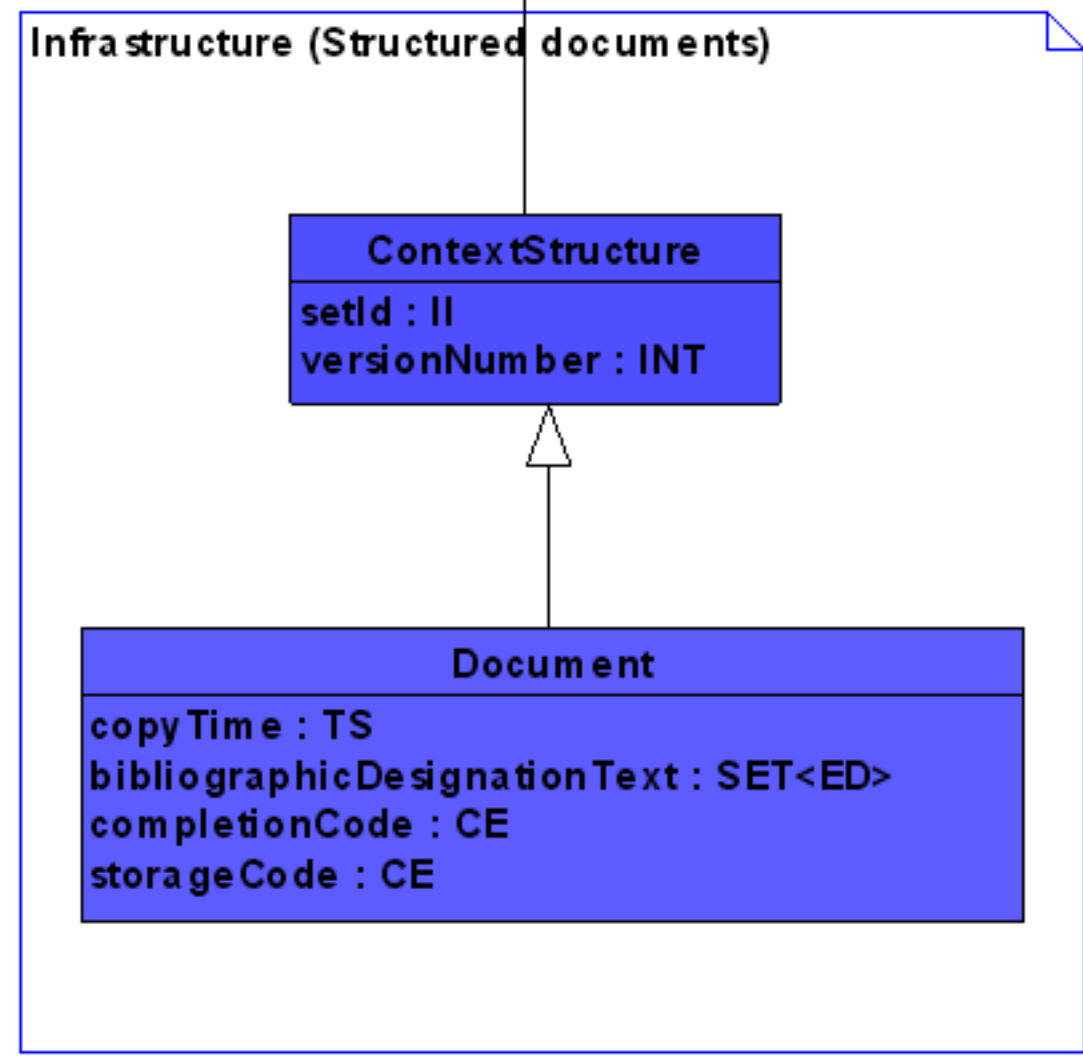 Infrastructure (Structured documents)
ContextStructure
setId : II
versionNumber : INT
Document
copyTime : TS
bibliographicDesignationText : SET<ED>
completionCode : CE
storageCode : CE